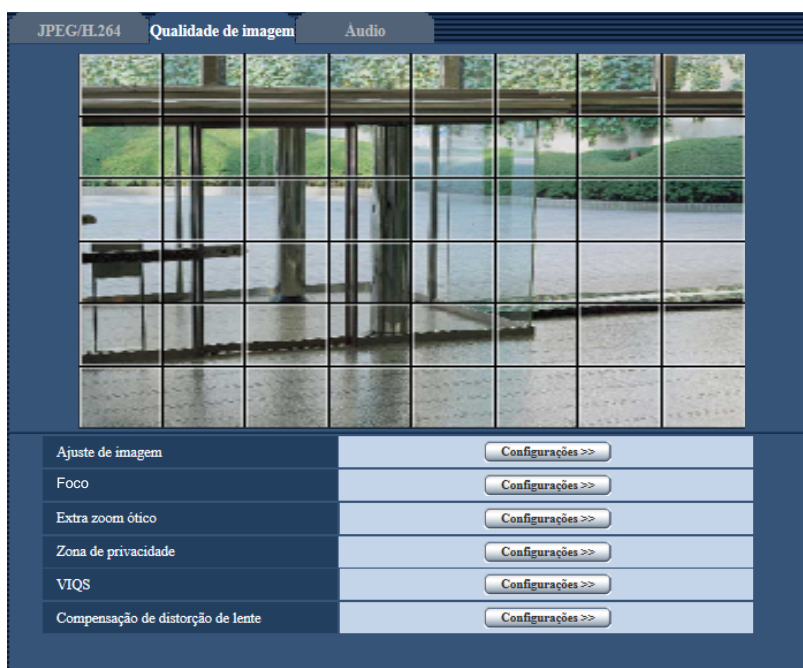 JPEG/H.264 Qualidade de imagem Áudio
Ajuste de imagem Configurações >>
Foco Configurações >>
Extra zoom ótico Configurações >>
Zona de privacidade Configurações >>
VIQS Configurações >>
Compensação de distorção de lente Configurações >>